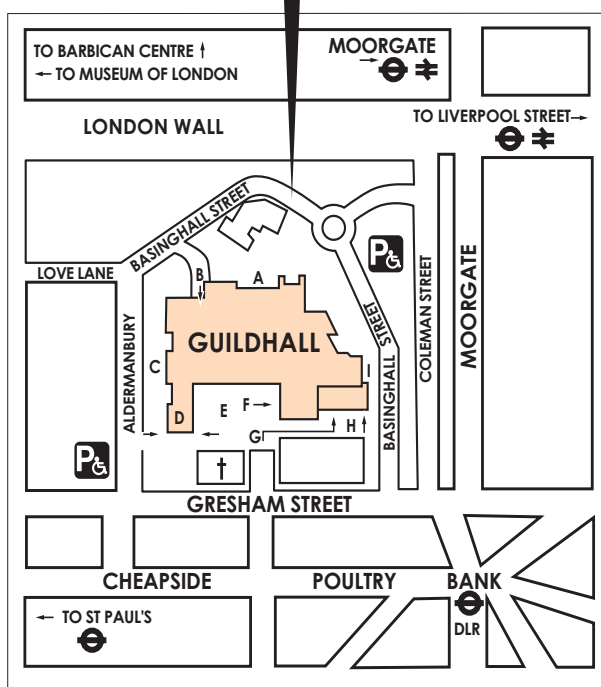 TO BARBICAN CENTRE ↑
← TO MUSEUM OF LONDON
MOORGATE
→
LONDON WALL
TO LIVERPOOL STREET→
BASINGHALL STREET
P
LOVE LANE
B
A
ALDERMANBURY
GUILDHALL
C
I
BASINGHALL STREET
COLEMAN STREET
MOORGATE
D
E
F →
G
H
P
GRESHAM STREET
CHEAPSIDE
POULTRY
BANK
DLR
← TO ST PAUL'S